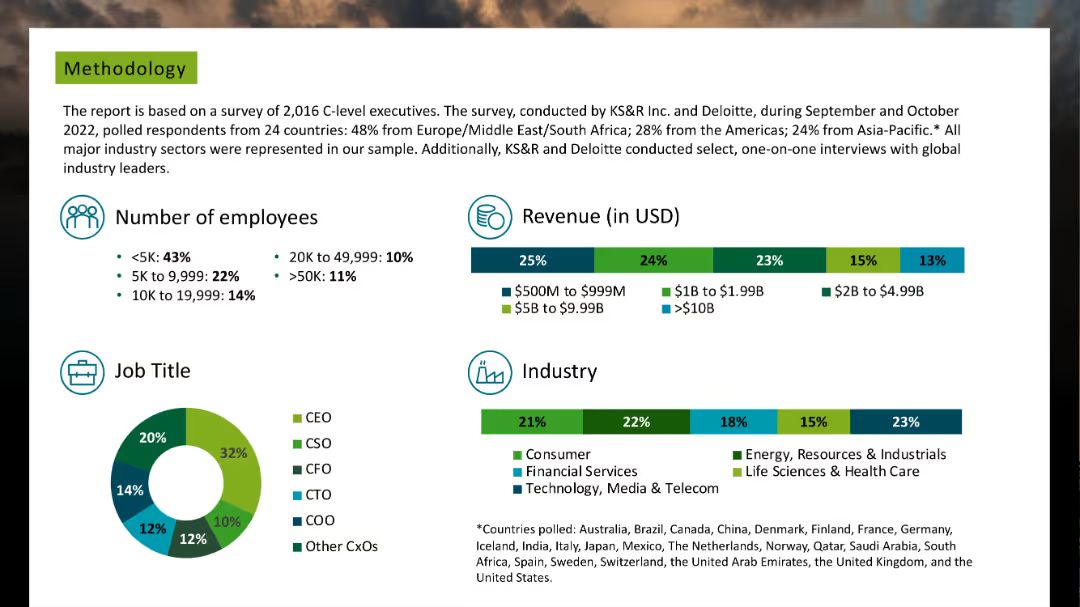 Methodology
The report is based on a survey of 2,016 C-level executives. The survey, conducted by KS&R Inc. and Deloitte, during September and October
2022, polled respondents from 24 countries: 48% from Europe/Middle East/South Africa; 28% from the Americas; 24% from Asia-Pacific.* All
major industry sectors were represented in our sample. Additionally, KS&R and Deloitte conducted select, one-on-one interviews with global
industry leaders.
Number of employees
• <5K: 43%
• 5K to 9,999: 22%
• 10K to 19,999: 14%
• 20K to 49,999: 10%
• >50K: 11%
Revenue (in USD)
25% 24% 23% 15% 13%
$500M to $999M $1B to $1.99B $2B to $4.99B
$5B to $9.99B >$10B
Job Title
32%
10%
12%
12%
14%
20%
CEO
CSO
CFO
CTO
COO
Other CxOs
Industry
21% 22% 18% 15% 23%
Consumer Energy, Resources & Industrials
Financial Services Life Sciences & Health Care
Technology, Media & Telecom
*Countries polled: Australia, Brazil, Canada, China, Denmark, Finland, France, Germany,
Iceland, India, Italy, Japan, Mexico, The Netherlands, Norway, Qatar, Saudi Arabia, South
Africa, Spain, Sweden, Switzerland, the United Arab Emirates, the United Kingdom, and the
United States.